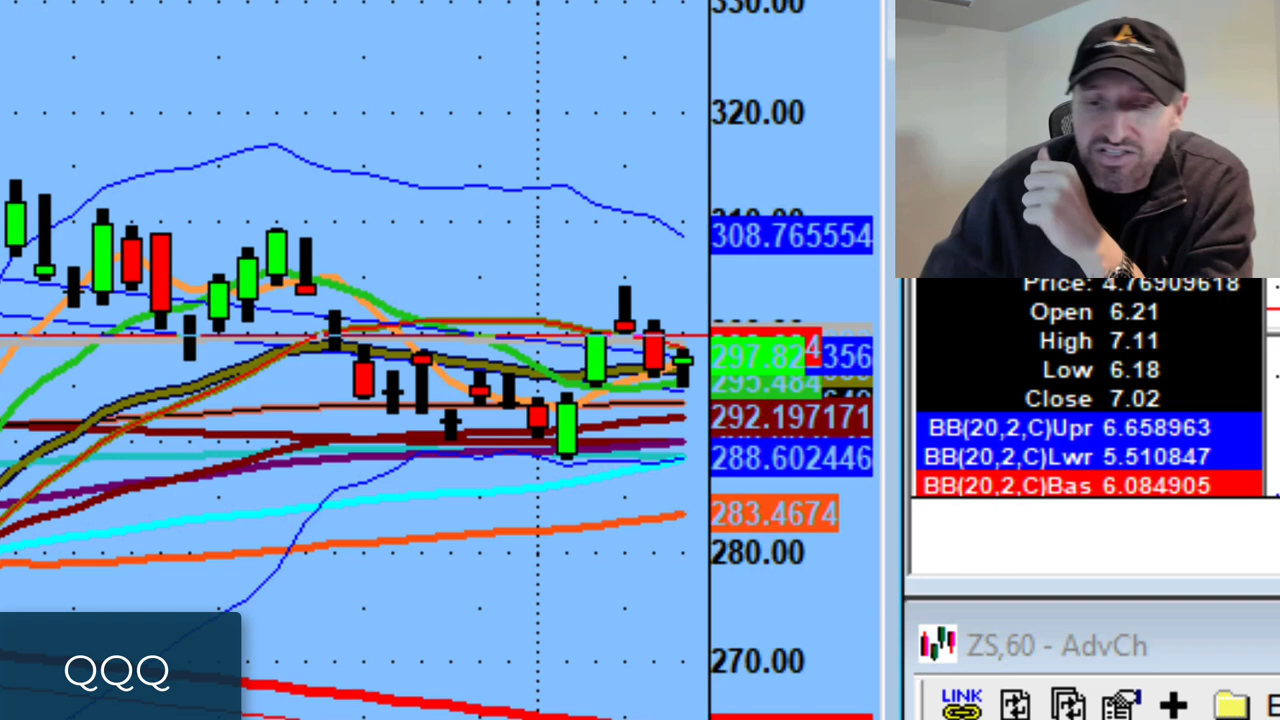 330.00
320.00
308.765554
297.82
4
356
295.484
292.197171
288.602446
283.4674
280.00
270.00
QQQ
Price: 4.76909618
Open 6.21
High 7.11
Low 6.18
Close 7.02
BB(20,2,C)Upr 6.658963
BB(20,2,C)Lwr 5.510847
BB(20,2,C)Bas 6.084905
ZS,60 - AdvCh
LINK